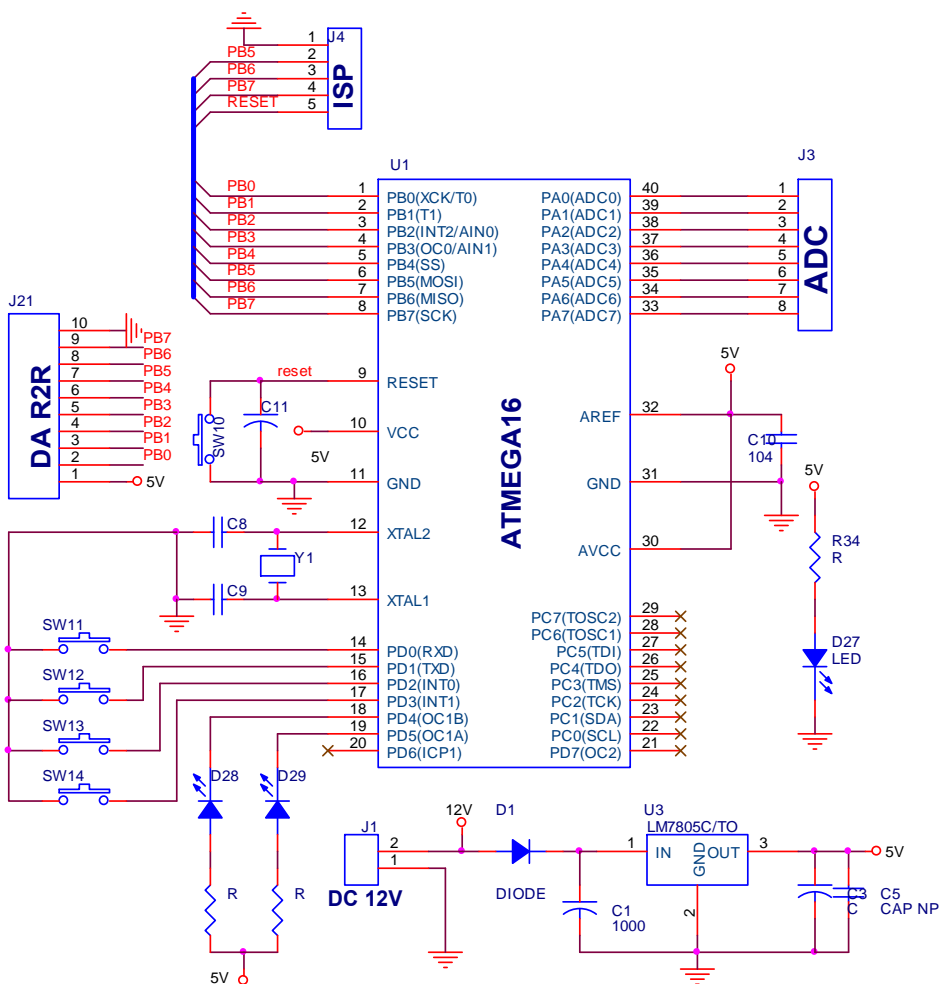 J4
ISP
1
2
3
4
5
PB5
PB6
PB7
RESET
U1
ATMEGA16
PB0
PB1
PB2
PB3
PB4
PB5
PB6
PB7
1 PB0(XCK/T0)
2 PB1(T1)
3 PB2(INT2/AIN0)
4 PB3(OC0/AIN1)
5 PB4(SS)
6 PB5(MOSI)
7 PB6(MISO)
8 PB7(SCK)
reset
9 RESET
10 VCC
11 GND
12 XTAL2
13 XTAL1
14 PD0(RXD)
15 PD1(TXD)
16 PD2(INT0)
17 PD3(INT1)
18 PD4(OC1B)
19 PD5(OC1A)
20 PD6(ICP1)
PA0(ADC0) 40
PA1(ADC1) 39
PA2(ADC2) 38
PA3(ADC3) 37
PA4(ADC4) 36
PA5(ADC5) 35
PA6(ADC6) 34
PA7(ADC7) 33
AREF 32
GND 31
AVCC 30
PC7(TOSC2) 29
PC6(TOSC1) 28
PC5(TDI) 27
PC4(TDO) 26
PC3(TMS) 25
PC2(TCK) 24
PC1(SDA) 23
PC0(SCL) 22
PD7(OC2) 21
J3
ADC
1
2
3
4
5
6
7
8
J21
DA R2R
10
9 PB7
8 PB6
7 PB5
6 PB4
5 PB3
4 PB2
3 PB1
2 PB0
1 5V
SW10
C11
5V
C8
C9
Y1
SW11
SW12
SW13
SW14
5V
C10
104
5V
R34
R
D27
LED
D28
D29
R
R
5V
J1
2
1
DC 12V
12V
D1
DIODE
C1
1000
U3
LM7805C/TO
1
IN
GND
OUT
3
2
5V
C3
C
C5
CAP NP